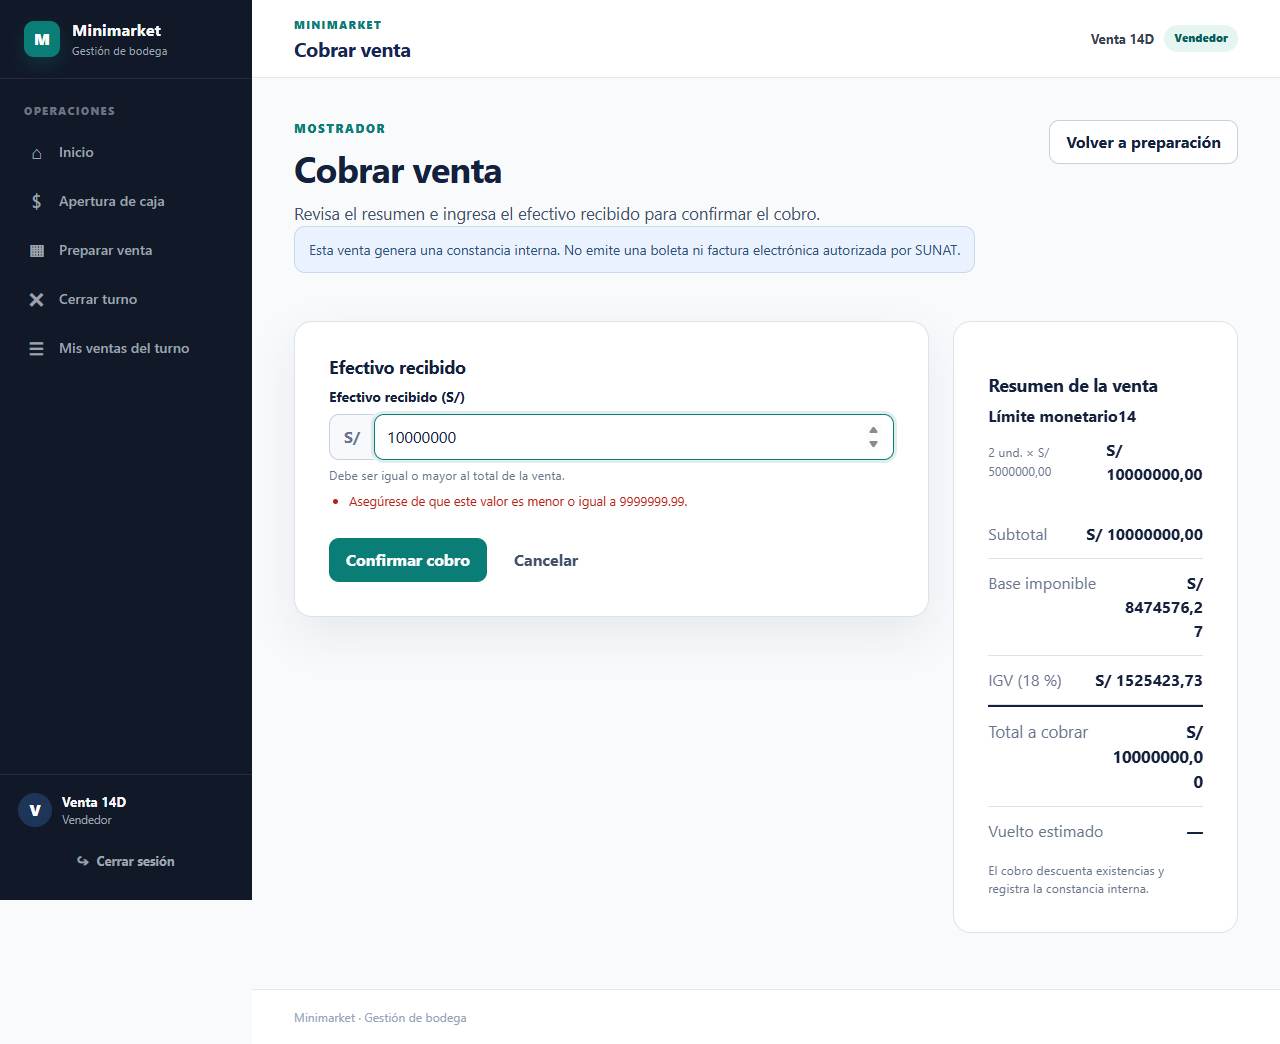 M
Minimarket
Gestión de bodega
OPERACIONES
Inicio
$ Apertura de caja
Preparar venta
Cerrar turno
Mis ventas del turno
V
Venta 14D
Vendedor
Cerrar sesión
MINIMARKET
Cobrar venta
Venta 14D
Vendedor
MOSTRADOR
Cobrar venta
Revisa el resumen e ingresa el efectivo recibido para confirmar el cobro.
Esta venta genera una constancia interna. No emite una boleta ni factura electrónica autorizada por SUNAT.
Volver a preparación
Efectivo recibido
Efectivo recibido (S/)
S/ 10000000
Debe ser igual o mayor al total de la venta.
• Asegúrese de que este valor es menor o igual a 9999999.99.
Confirmar cobro
Cancelar
Resumen de la venta
Límite monetario14
2 und. × S/
5000000,00
S/
10000000,00
Subtotal S/ 10000000,00
Base imponible S/
8474576,2
7
IGV (18 %) S/ 1525423,73
Total a cobrar S/
10000000,0
0
Vuelto estimado —
El cobro descuenta existencias y
registra la constancia interna.
Minimarket · Gestión de bodega